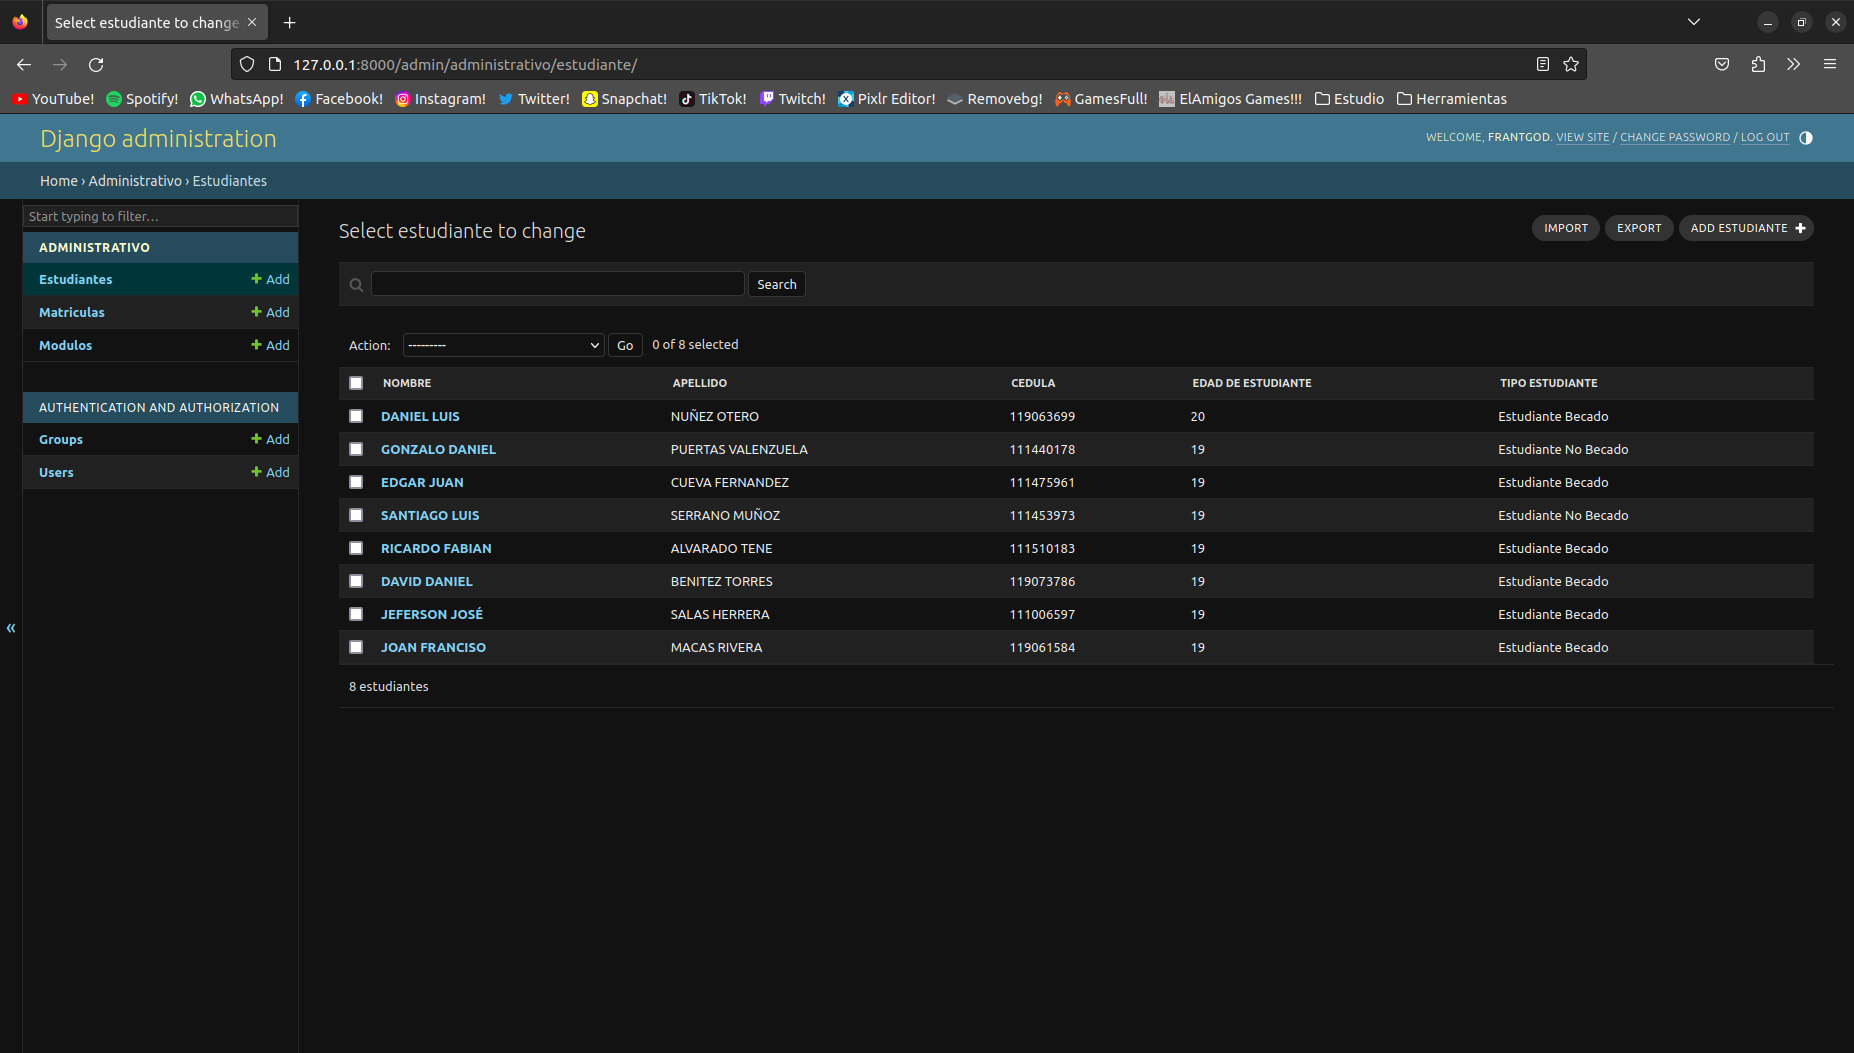 Select estudiante to change
127.0.0.1:8000/admin/administrativo/estudiante/
YouTube! Spotify! WhatsApp! Facebook! Instagram! Twitter! Snapchat! TikTok! Twitch! Pixlr Editor! Removebg! GamesFull! ElAmigos Games!!! Estudio Herramientas
Django administration
WELCOME, FRANTGOD. VIEW SITE / CHANGE PASSWORD / LOG OUT
Home › Administrativo › Estudiantes
Start typing to filter...
ADMINISTRATIVO
Estudiantes + Add
Matriculas + Add
Modulos + Add
AUTHENTICATION AND AUTHORIZATION
Groups + Add
Users + Add
«
Select estudiante to change
IMPORT EXPORT ADD ESTUDIANTE +
Search
Action: --------- Go 0 of 8 selected
NOMBRE APELLIDO CEDULA EDAD DE ESTUDIANTE TIPO ESTUDIANTE
DANIEL LUIS NUÑEZ OTERO 119063699 20 Estudiante Becado
GONZALO DANIEL PUERTAS VALENZUELA 111440178 19 Estudiante No Becado
EDGAR JUAN CUEVA FERNANDEZ 111475961 19 Estudiante Becado
SANTIAGO LUIS SERRANO MUÑOZ 111453973 19 Estudiante No Becado
RICARDO FABIAN ALVARADO TENE 111510183 19 Estudiante Becado
DAVID DANIEL BENITEZ TORRES 119073786 19 Estudiante Becado
JEFERSON JOSÉ SALAS HERRERA 111006597 19 Estudiante Becado
JOAN FRANCISO MACAS RIVERA 119061584 19 Estudiante Becado
8 estudiantes